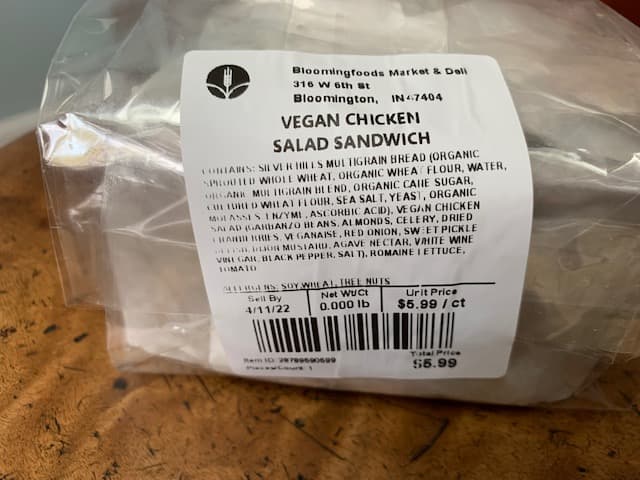 Bloomingfoods Market & Deli
316 W 6th St
Bloomington, IN 47404
VEGAN CHICKEN
SALAD SANDWICH
CONTAINS: SILVER HILLS MULTIGRAIN BREAD (ORGANIC
SPROUTED WHOLE WHEAT, ORGANIC WHEAT FLOUR, WATER,
ORGANIC MULTIGRAIN BLEND, ORGANIC CANE SUGAR,
CULTURED WHEAT FLOUR, SEA SALT, YEAST, ORGANIC
MOLASSES, ENZYME, ASCORBIC ACID), VEGAN CHICKEN
SALAD (GARBANZO BEANS, ALMONDS, CELERY, DRIED
CRANBERRIES, VEGANAISE, RED ONION, SWEET PICKLE
RELISH, DIJON MUSTARD, AGAVE NECTAR, WHITE WINE
VINEGAR, BLACK PEPPER, SALT), ROMAINE LETTUCE,
TOMATO
ALLERGENS: SOY, WHEAT, TREE NUTS
Sell By Net Wt/Ct Unit Price
4/11/22 0.000 lb $5.99 / ct
Item ID: 28789590599 Total Price
Pieces/Count: 1 $5.99